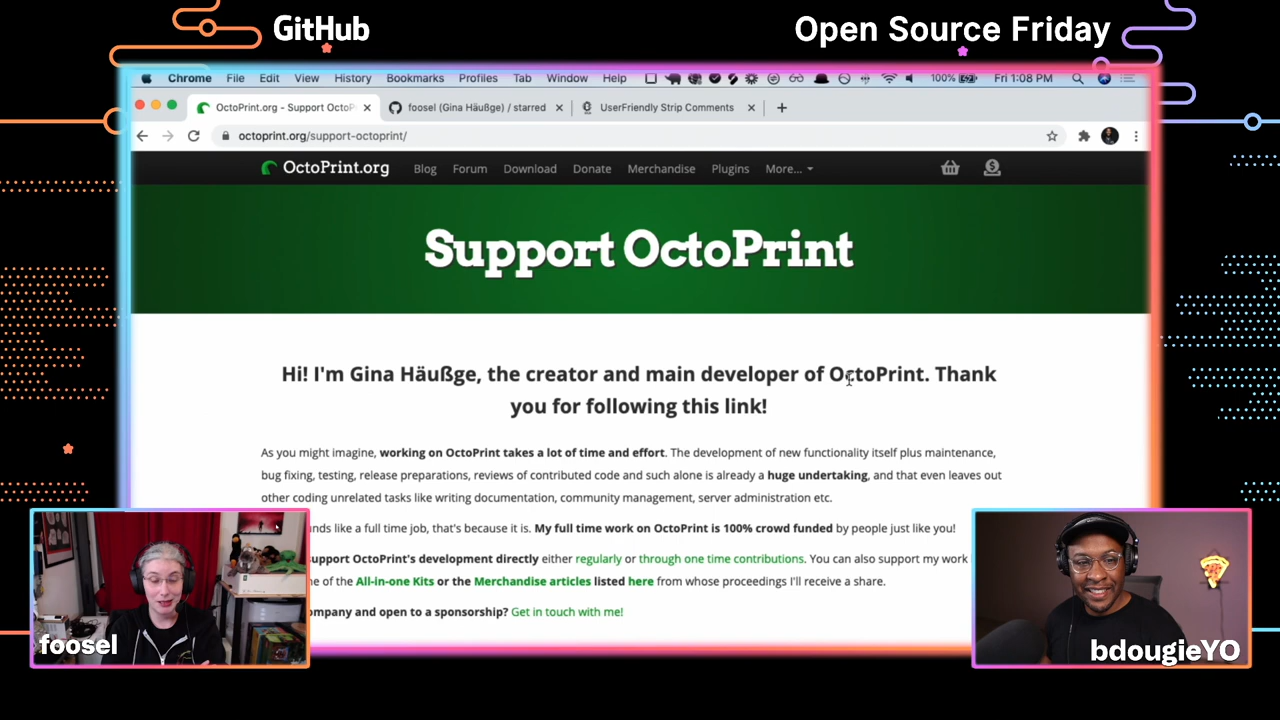 GitHub
Open Source Friday
Chrome File Edit View History Bookmarks Profiles Tab Window Help 100% Fri 1:08 PM
OctoPrint.org - Support OctoP
foosel (Gina Häußge) / starred
UserFriendly Strip Comments
octoprint.org/support-octoprint/
OctoPrint.org Blog Forum Download Donate Merchandise Plugins More...
Support OctoPrint
Hi! I'm Gina Häußge, the creator and main developer of OctoPrint. Thank
you for following this link!
As you might imagine, working on OctoPrint takes a lot of time and effort. The development of new functionality itself plus maintenance,
bug fixing, testing, release preparations, reviews of contributed code and such alone is already a huge undertaking, and that even leaves out
other coding unrelated tasks like writing documentation, community management, server administration etc.
nds like a full time job, that's because it is. My full time work on OctoPrint is 100% crowd funded by people just like you!
upport OctoPrint's development directly either regularly or through one time contributions. You can also support my work
ne of the All-in-one Kits or the Merchandise articles listed here from whose proceedings I'll receive a share.
ompany and open to a sponsorship? Get in touch with me!
foosel
bdougieYO